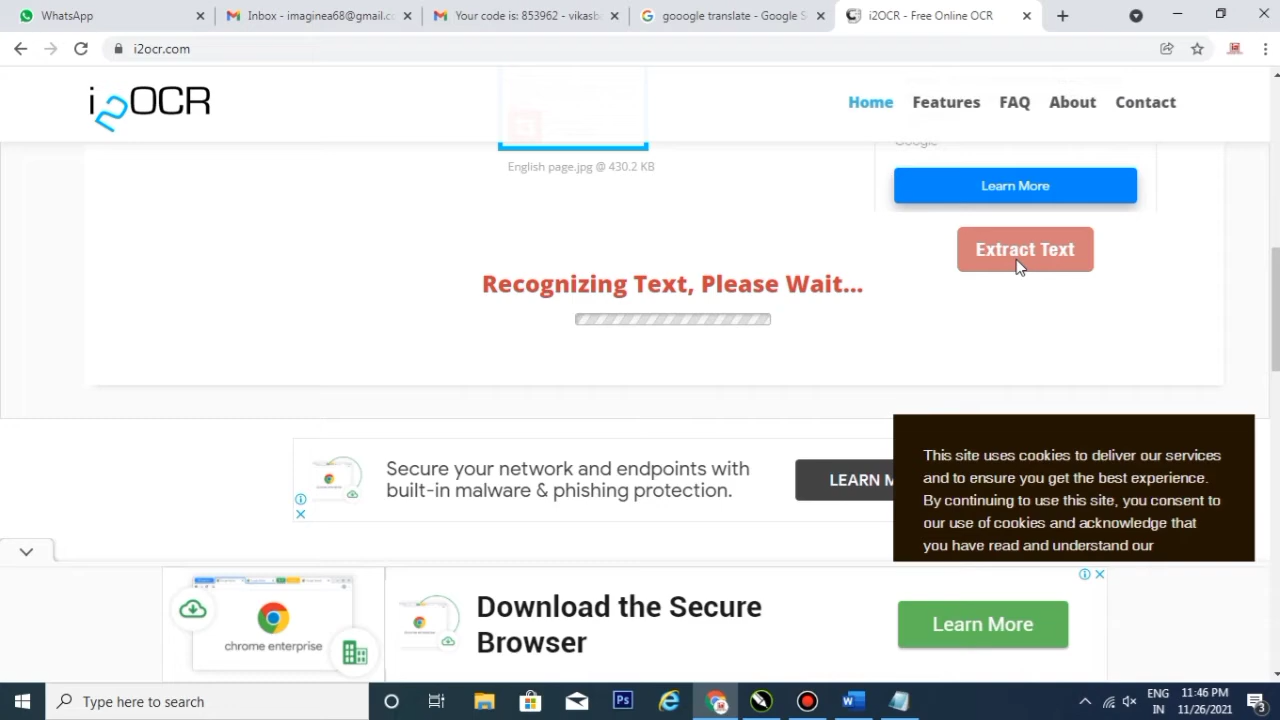 WhatsApp
Inbox - imaginea68@gmail.c
Your code is: 853962 - vikasb
gooogle translate - Google S
i2OCR - Free Online OCR
i2ocr.com
i2OCR
Home Features FAQ About Contact
English page.jpg @ 430.2 KB
Google
Learn More
Extract Text
Recognizing Text, Please Wait...
Secure your network and endpoints with
built-in malware & phishing protection.
LEARN M
This site uses cookies to deliver our services
and to ensure you get the best experience.
By continuing to use this site, you consent to
our use of cookies and acknowledge that
you have read and understand our
chrome enterprise
Download the Secure
Browser
Learn More
Type here to search
Ps
ENG
IN
11:46 PM
11/26/2021
3